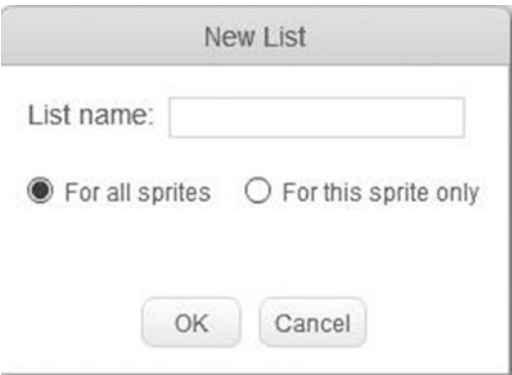 New List
List name:
For all sprites For this sprite only
OK Cancel